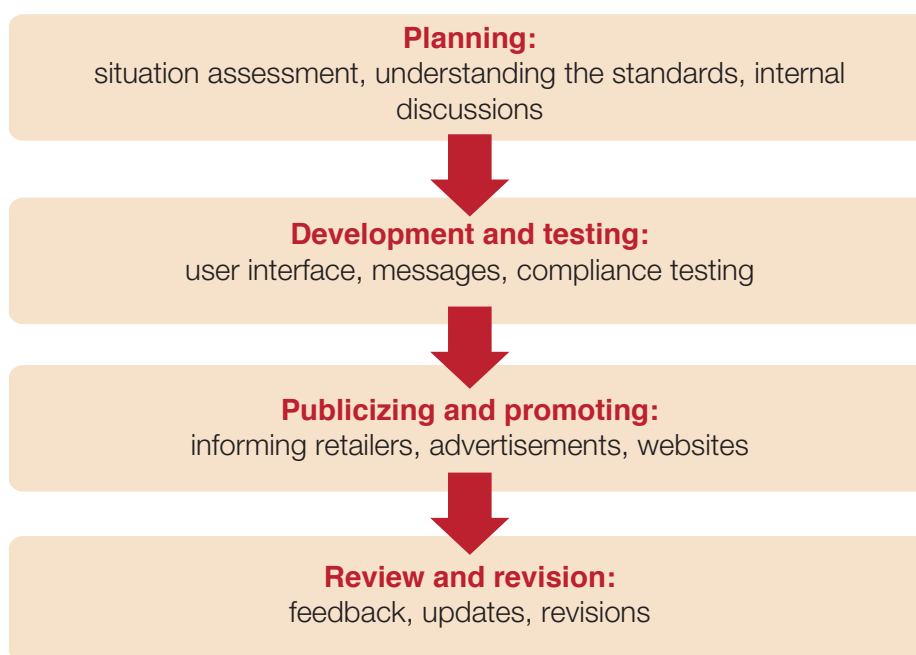 Planning:
situation assessment, understanding the standards, internal
discussions
Development and testing:
user interface, messages, compliance testing
Publicizing and promoting:
informing retailers, advertisements, websites
Review and revision:
feedback, updates, revisions